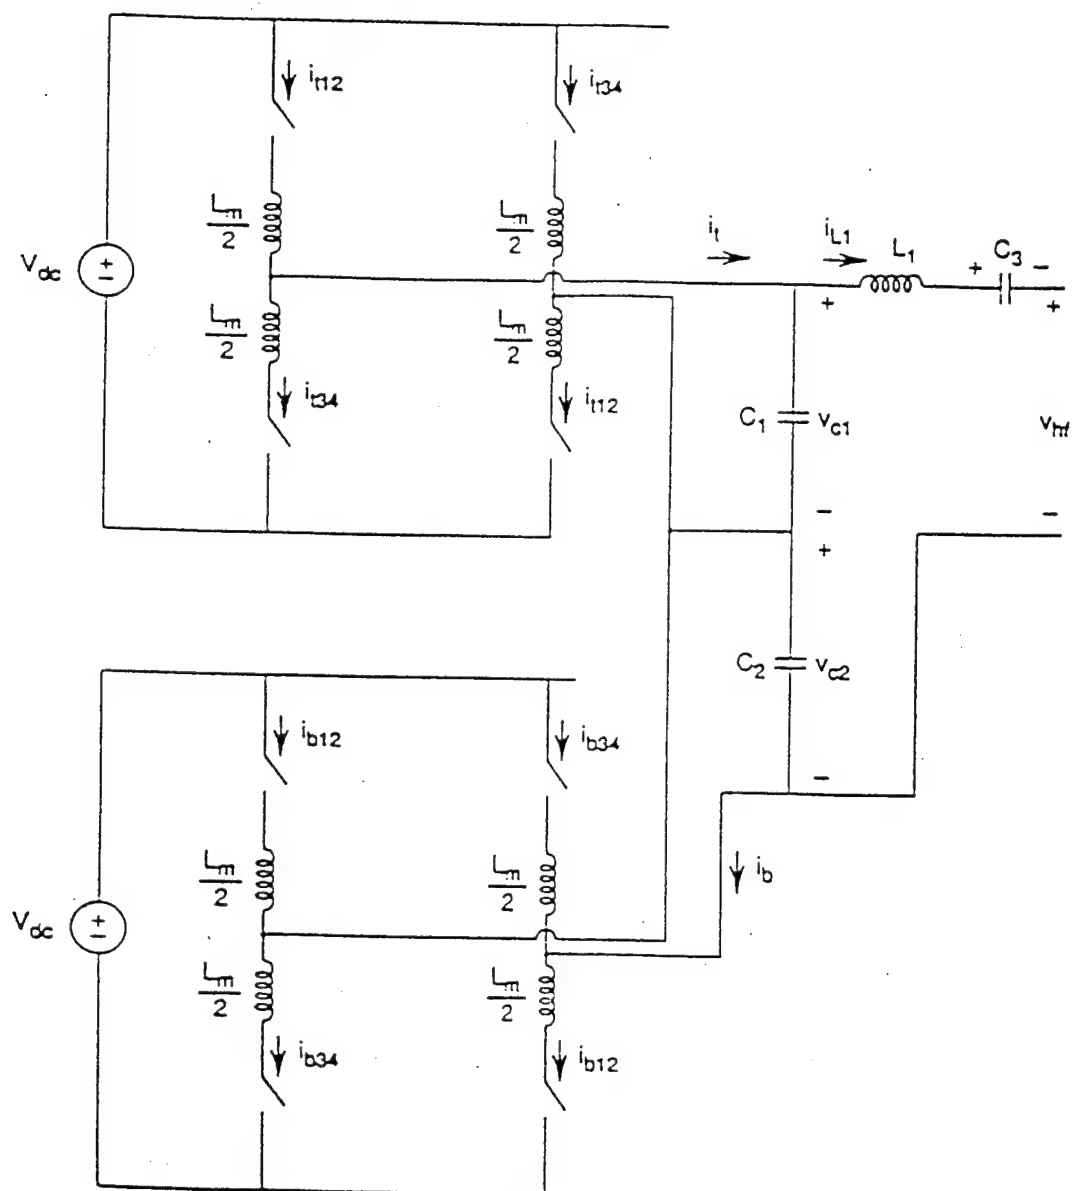 i_t12
i_t34
L_m/2
L_m/2
i_t
i_L1
L_1
C_3
V_dc
+
−
+
−
+
+
L_m/2
L_m/2
i_t34
i_t12
C_1
v_c1
v_hf
−
−
+
C_2
v_c2
i_b12
i_b34
−
L_m/2
L_m/2
i_b
V_dc
+
−
L_m/2
L_m/2
i_b34
i_b12